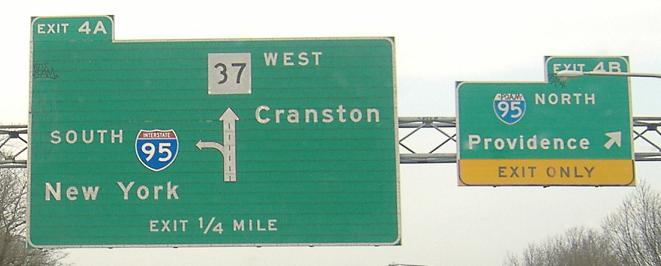 EXIT 4A
37 WEST
Cranston
SOUTH INTERSTATE 95
New York
EXIT 1/4 MILE
EXIT 4B
95 NORTH
Providence
EXIT ONLY